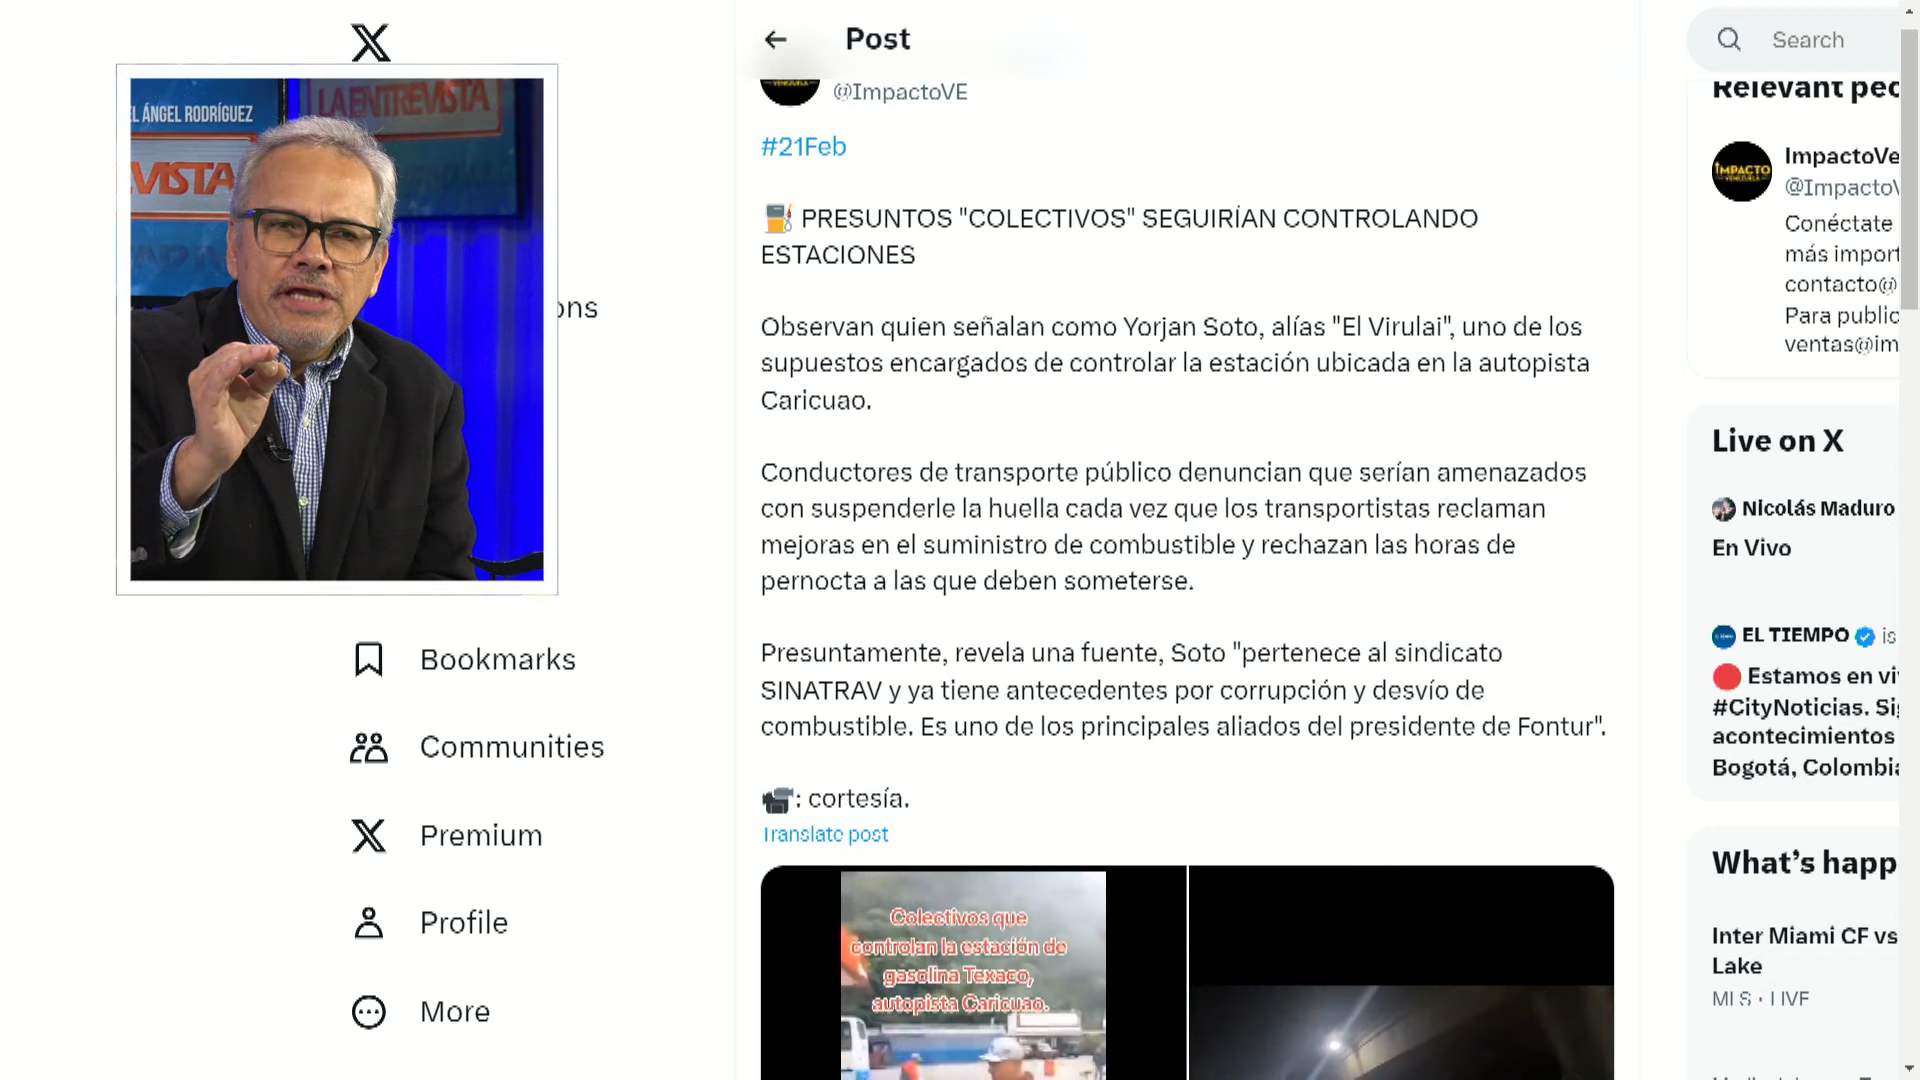 EL ÁNGEL RODRÍGUEZ
LA ENTREVISTA
VISTA
ons
Bookmarks
Communities
Premium
Profile
More
Post
@ImpactoVE
#21Feb
PRESUNTOS "COLECTIVOS" SEGUIRÍAN CONTROLANDO
ESTACIONES
Observan quien señalan como Yorjan Soto, alías "El Virulai", uno de los
supuestos encargados de controlar la estación ubicada en la autopista
Caricuao.
Conductores de transporte público denuncian que serían amenazados
con suspenderle la huella cada vez que los transportistas reclaman
mejoras en el suministro de combustible y rechazan las horas de
pernocta a las que deben someterse.
Presuntamente, revela una fuente, Soto "pertenece al sindicato
SINATRAV y ya tiene antecedentes por corrupción y desvío de
combustible. Es uno de los principales aliados del presidente de Fontur".
: cortesía.
Translate post
Colectivos que
controlan la estación de
gasolina Texaco,
autopista Caricuao.
Search
Relevant peo
IMPACTO
VENEZUELA
ImpactoVe
@ImpactoV
Conéctate
más import
contacto@
Para public
ventas@im
Live on X
Nicolás Maduro
En Vivo
EL TIEMPO is
Estamos en vi
#CityNoticias. Sig
acontecimientos
Bogotá, Colombia
What's happ
Inter Miami CF vs
Lake
MLS · LIVE